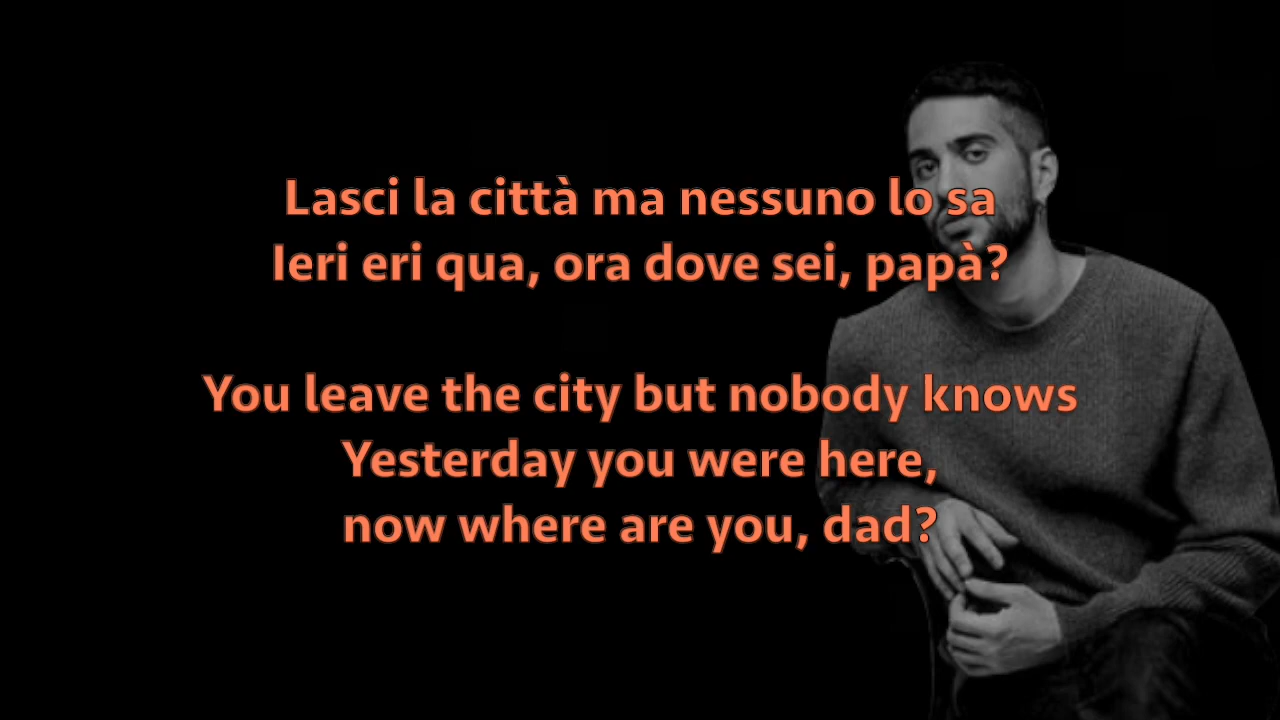 Lasci la città ma nessuno lo sa
Ieri eri qua, ora dove sei, papà?
You leave the city but nobody knows
Yesterday you were here,
now where are you, dad?